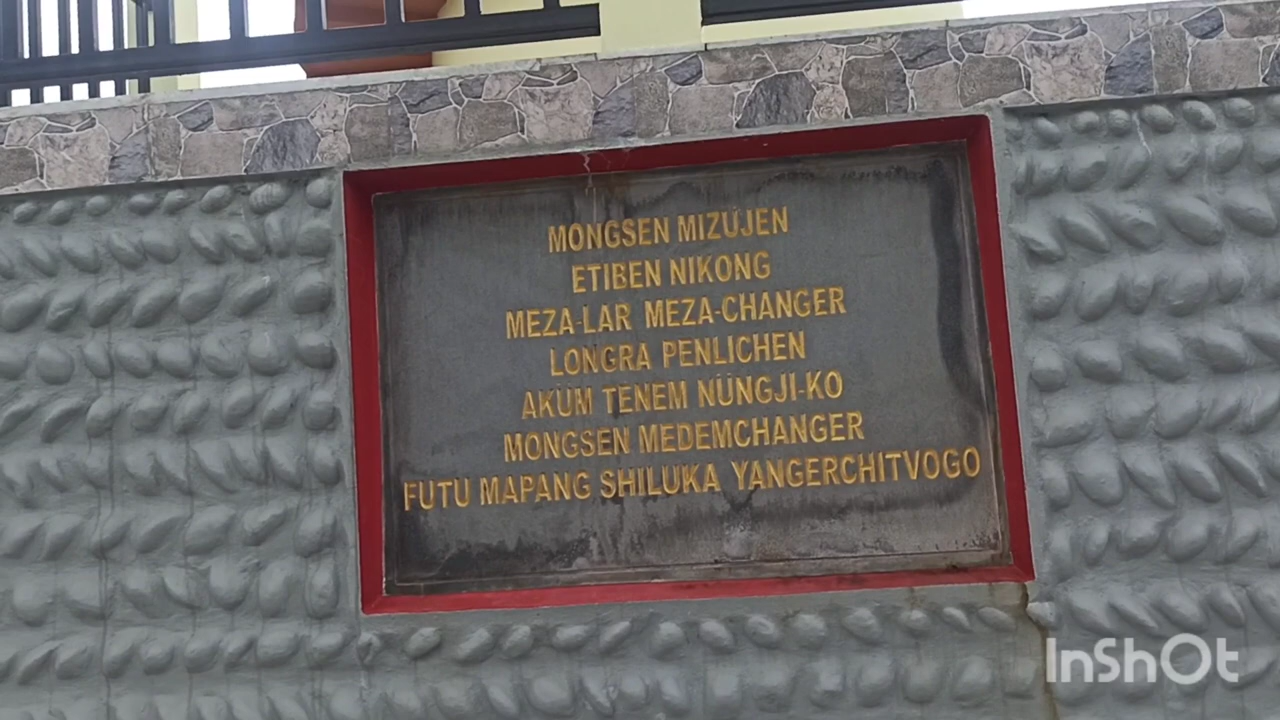 MONGSEN MIZÜJEN
ETIBEN NIKONG
MEZA-LAR MEZA-CHANGER
LONGRA PENLICHEN
AKÜM TENEM NÜNGJI-KO
MONGSEN MEDEMCHANGER
FUTU MAPANG SHILUKA YANGERCHITVOGO
InShOt